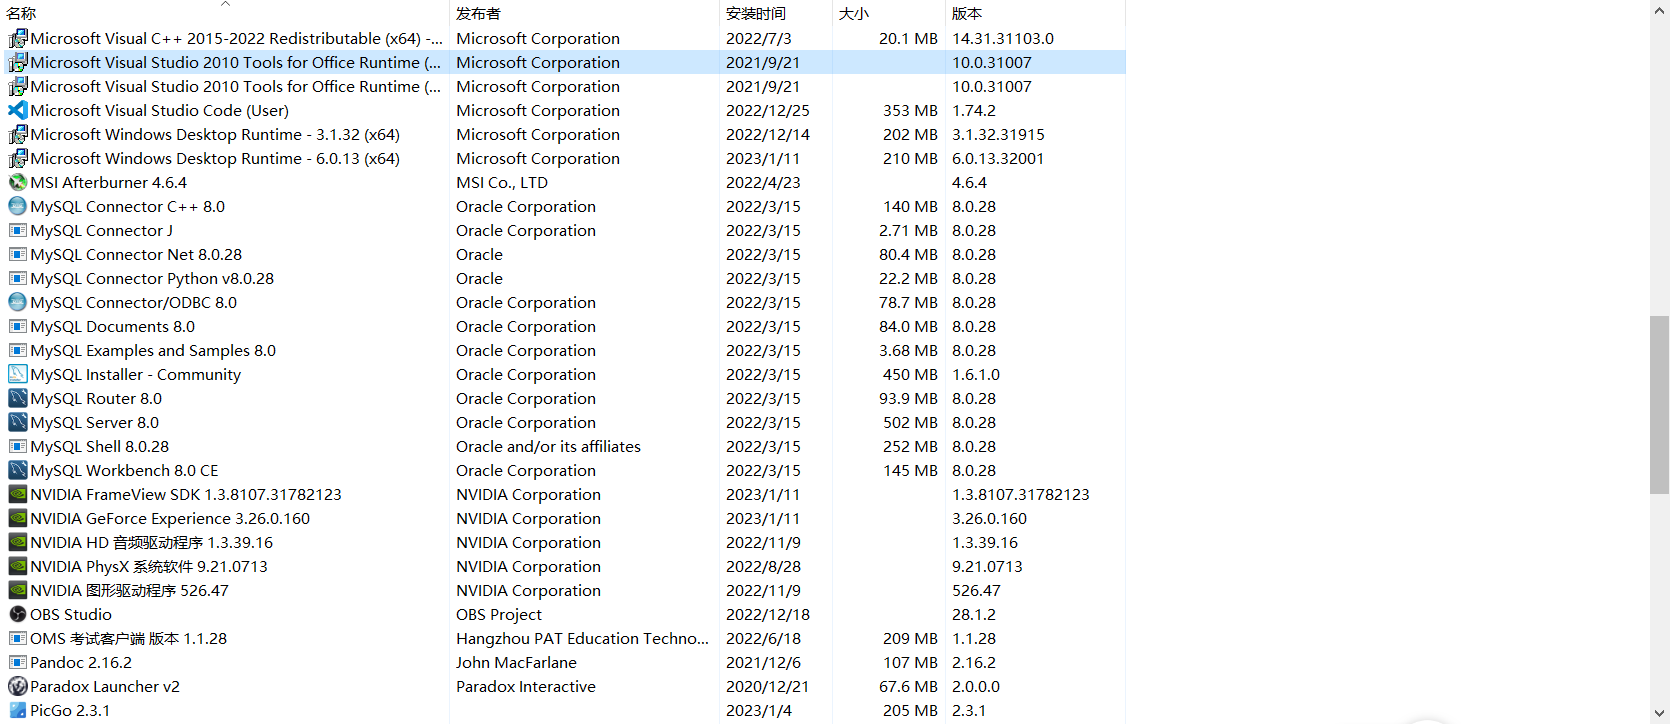 名称 发布者 安装时间 大小 版本
Microsoft Visual C++ 2015-2022 Redistributable (x64) -... Microsoft Corporation 2022/7/3 20.1 MB 14.31.31103.0
Microsoft Visual Studio 2010 Tools for Office Runtime (... Microsoft Corporation 2021/9/21 10.0.31007
Microsoft Visual Studio 2010 Tools for Office Runtime (... Microsoft Corporation 2021/9/21 10.0.31007
Microsoft Visual Studio Code (User) Microsoft Corporation 2022/12/25 353 MB 1.74.2
Microsoft Windows Desktop Runtime - 3.1.32 (x64) Microsoft Corporation 2022/12/14 202 MB 3.1.32.31915
Microsoft Windows Desktop Runtime - 6.0.13 (x64) Microsoft Corporation 2023/1/11 210 MB 6.0.13.32001
MSI Afterburner 4.6.4 MSI Co., LTD 2022/4/23 4.6.4
MySQL Connector C++ 8.0 Oracle Corporation 2022/3/15 140 MB 8.0.28
MySQL Connector J Oracle Corporation 2022/3/15 2.71 MB 8.0.28
MySQL Connector Net 8.0.28 Oracle 2022/3/15 80.4 MB 8.0.28
MySQL Connector Python v8.0.28 Oracle 2022/3/15 22.2 MB 8.0.28
MySQL Connector/ODBC 8.0 Oracle Corporation 2022/3/15 78.7 MB 8.0.28
MySQL Documents 8.0 Oracle Corporation 2022/3/15 84.0 MB 8.0.28
MySQL Examples and Samples 8.0 Oracle Corporation 2022/3/15 3.68 MB 8.0.28
MySQL Installer - Community Oracle Corporation 2022/3/15 450 MB 1.6.1.0
MySQL Router 8.0 Oracle Corporation 2022/3/15 93.9 MB 8.0.28
MySQL Server 8.0 Oracle Corporation 2022/3/15 502 MB 8.0.28
MySQL Shell 8.0.28 Oracle and/or its affiliates 2022/3/15 252 MB 8.0.28
MySQL Workbench 8.0 CE Oracle Corporation 2022/3/15 145 MB 8.0.28
NVIDIA FrameView SDK 1.3.8107.31782123 NVIDIA Corporation 2023/1/11 1.3.8107.31782123
NVIDIA GeForce Experience 3.26.0.160 NVIDIA Corporation 2023/1/11 3.26.0.160
NVIDIA HD 音频驱动程序 1.3.39.16 NVIDIA Corporation 2022/11/9 1.3.39.16
NVIDIA PhysX 系统软件 9.21.0713 NVIDIA Corporation 2022/8/28 9.21.0713
NVIDIA 图形驱动程序 526.47 NVIDIA Corporation 2022/11/9 526.47
OBS Studio OBS Project 2022/12/18 28.1.2
OMS 考试客户端 版本 1.1.28 Hangzhou PAT Education Techno... 2022/6/18 209 MB 1.1.28
Pandoc 2.16.2 John MacFarlane 2021/12/6 107 MB 2.16.2
Paradox Launcher v2 Paradox Interactive 2020/12/21 67.6 MB 2.0.0.0
PicGo 2.3.1 2023/1/4 205 MB 2.3.1